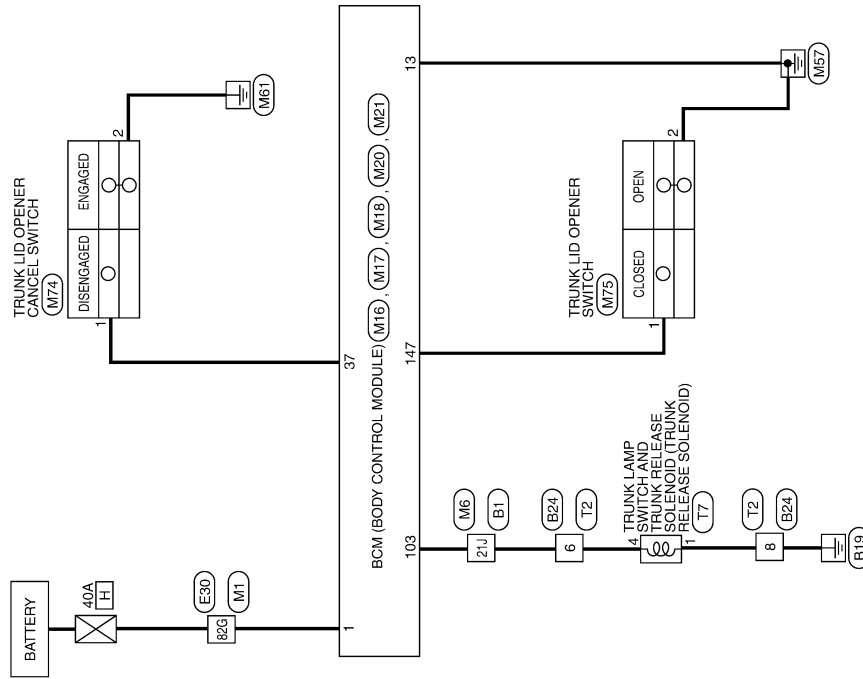 BATTERY
40A
H
E30
82G
M1
1
TRUNK LID OPENER
CANCEL SWITCH
M74
DISENGAGED
ENGAGED
1
2
M61
37
BCM (BODY CONTROL MODULE) M16 , M17 , M18 , M20 , M21
103
147
13
M6
21J
B1
B24
6
T2
4
TRUNK LAMP
SWITCH AND
TRUNK RELEASE
SOLENOID (TRUNK
RELEASE SOLENOID)
T7
1
T2
8
B24
B19
TRUNK LID OPENER
SWITCH
M75
CLOSED
OPEN
1
2
M57